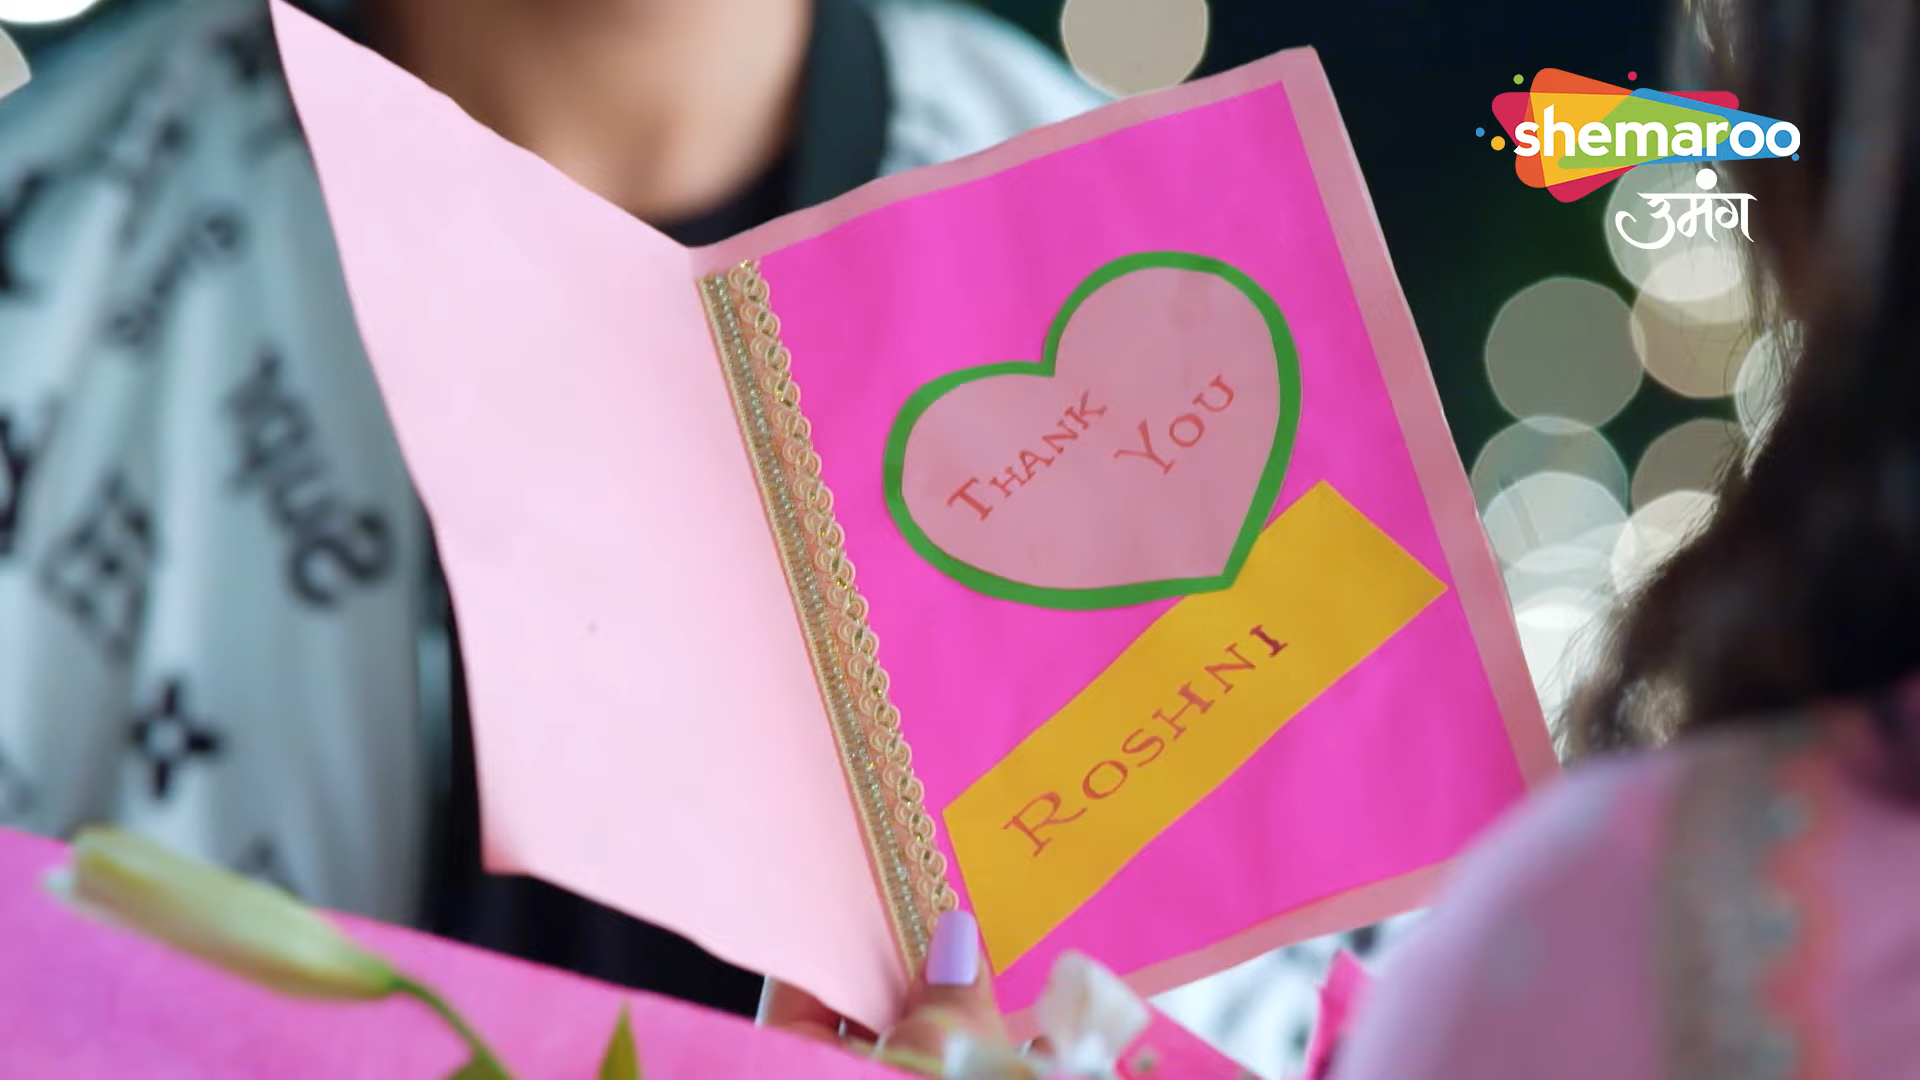 shemaroo
उमंग
THANK
YOU
ROSHNI